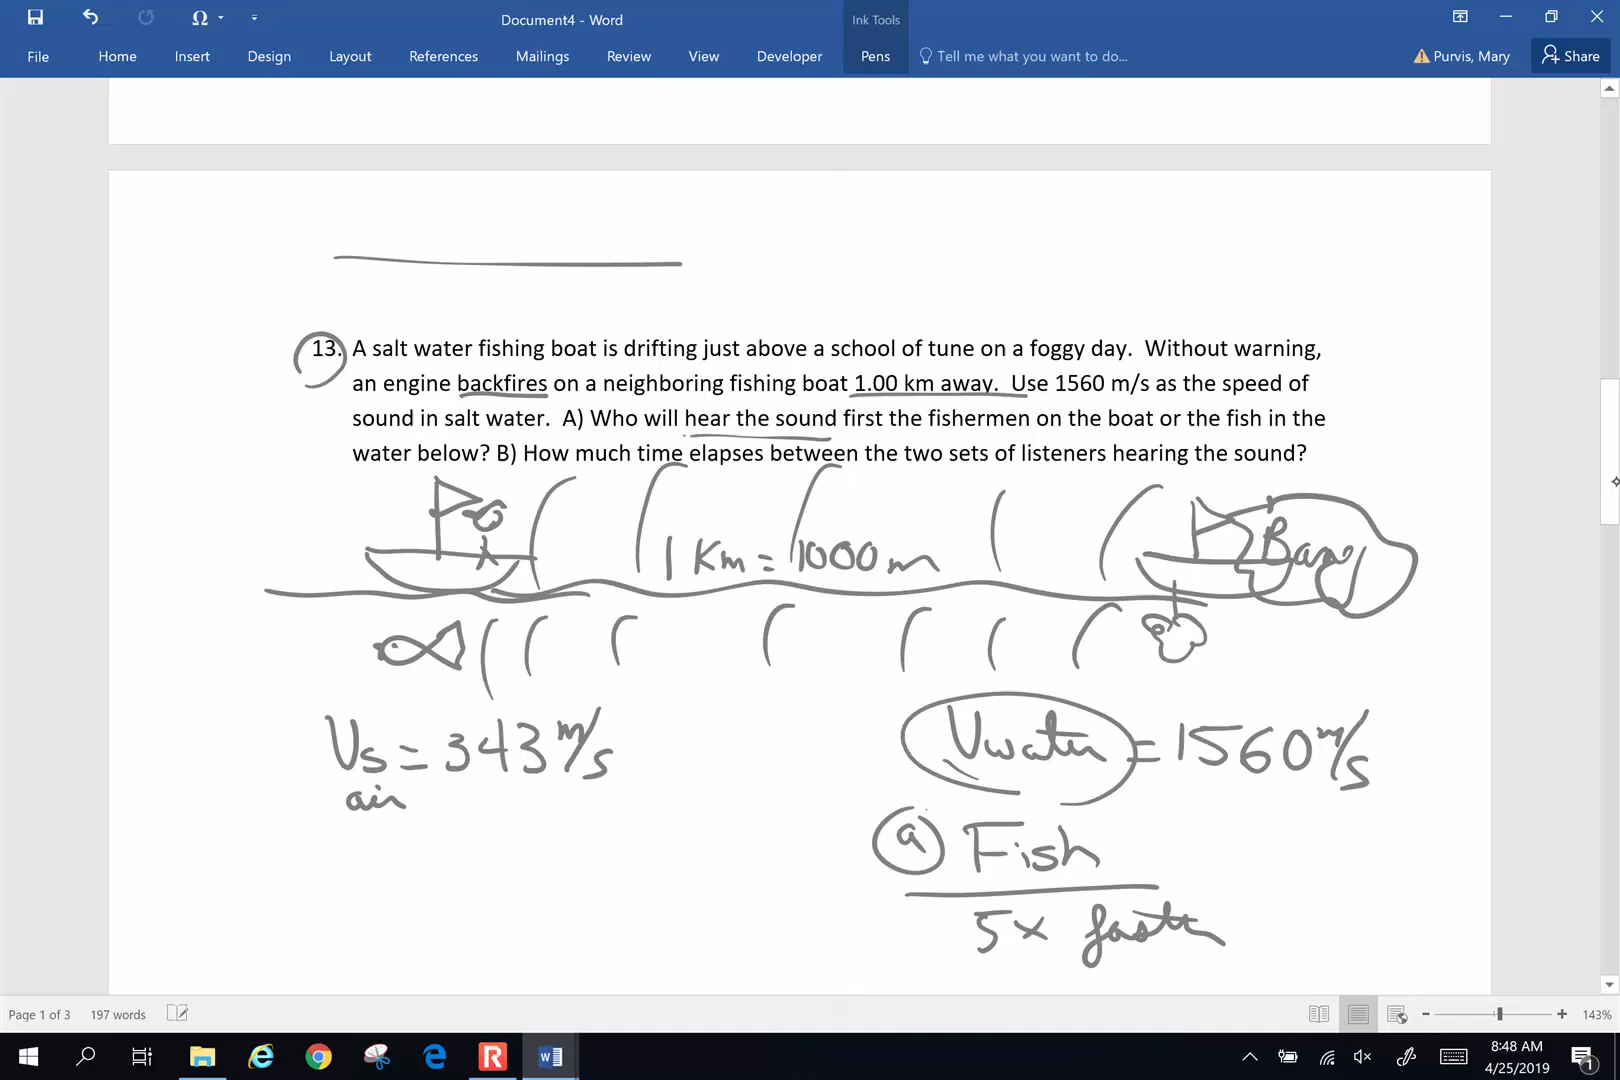 Document4 - Word
Ink Tools
File
Home
Insert
Design
Layout
References
Mailings
Review
View
Developer
Pens
Tell me what you want to do...
Purvis, Mary
Share
13. A salt water fishing boat is drifting just above a school of tune on a foggy day. Without warning,
an engine backfires on a neighboring fishing boat 1.00 km away. Use 1560 m/s as the speed of
sound in salt water. A) Who will hear the sound first the fishermen on the boat or the fish in the
water below? B) How much time elapses between the two sets of listeners hearing the sound?
1 Km = 1000 m
Bang
Vs = 343 m/s
air
Vwater = 1560 m/s
a Fish
5x faster
Page 1 of 3
197 words
143%
8:48 AM
4/25/2019
1